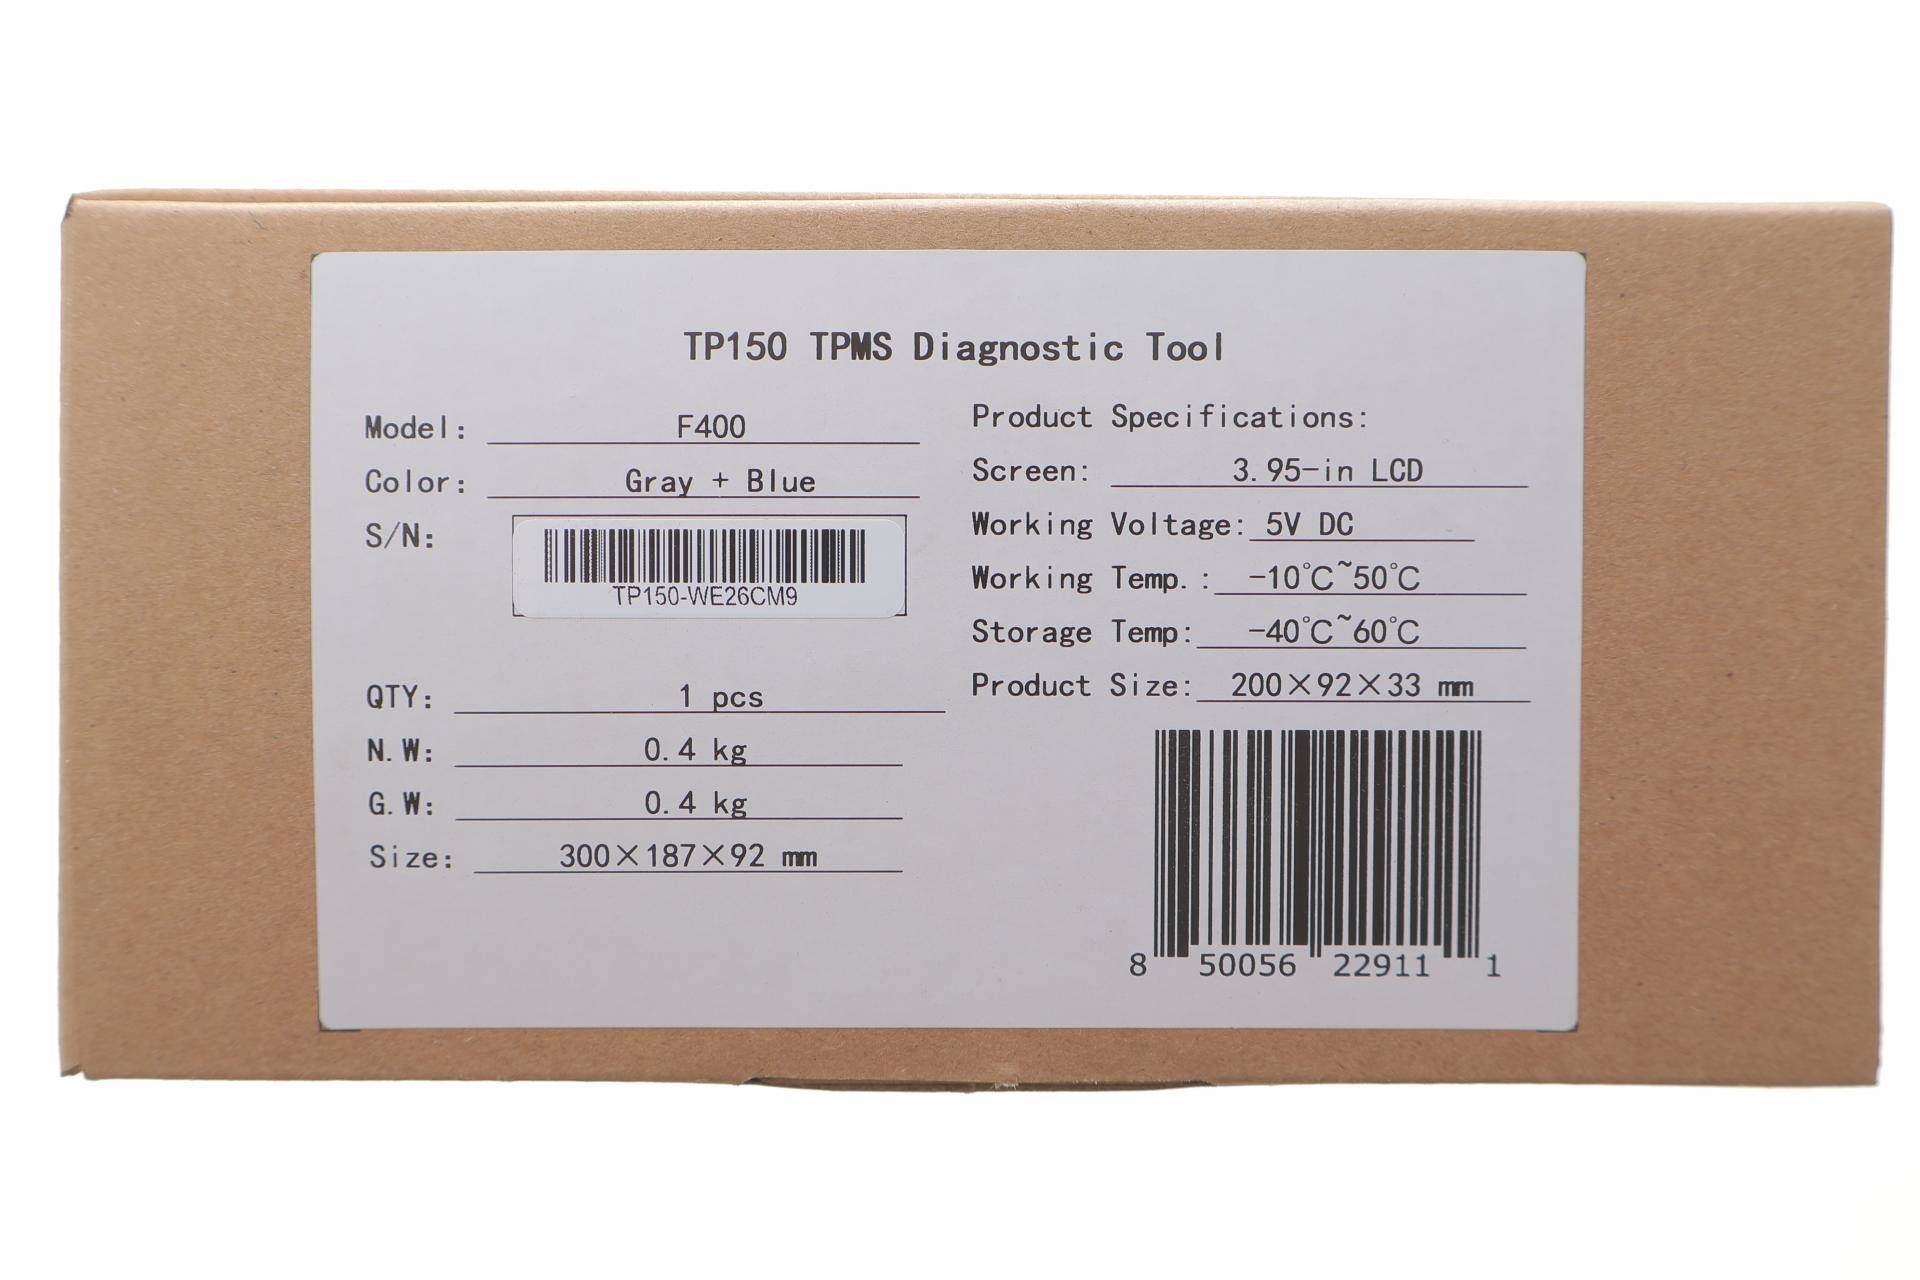 TP150 TPMS Diagnostic Tool
Model: F400
Color: Gray + Blue
S/N:
TP150-WE26CM9
QTY: 1 pcs
N.W: 0.4 kg
G.W: 0.4 kg
Size: 300×187×92 mm
Product Specifications:
Screen: 3.95-in LCD
Working Voltage: 5V DC
Working Temp.: -10℃~50℃
Storage Temp: -40℃~60℃
Product Size: 200×92×33 mm
8 50056 22911 1